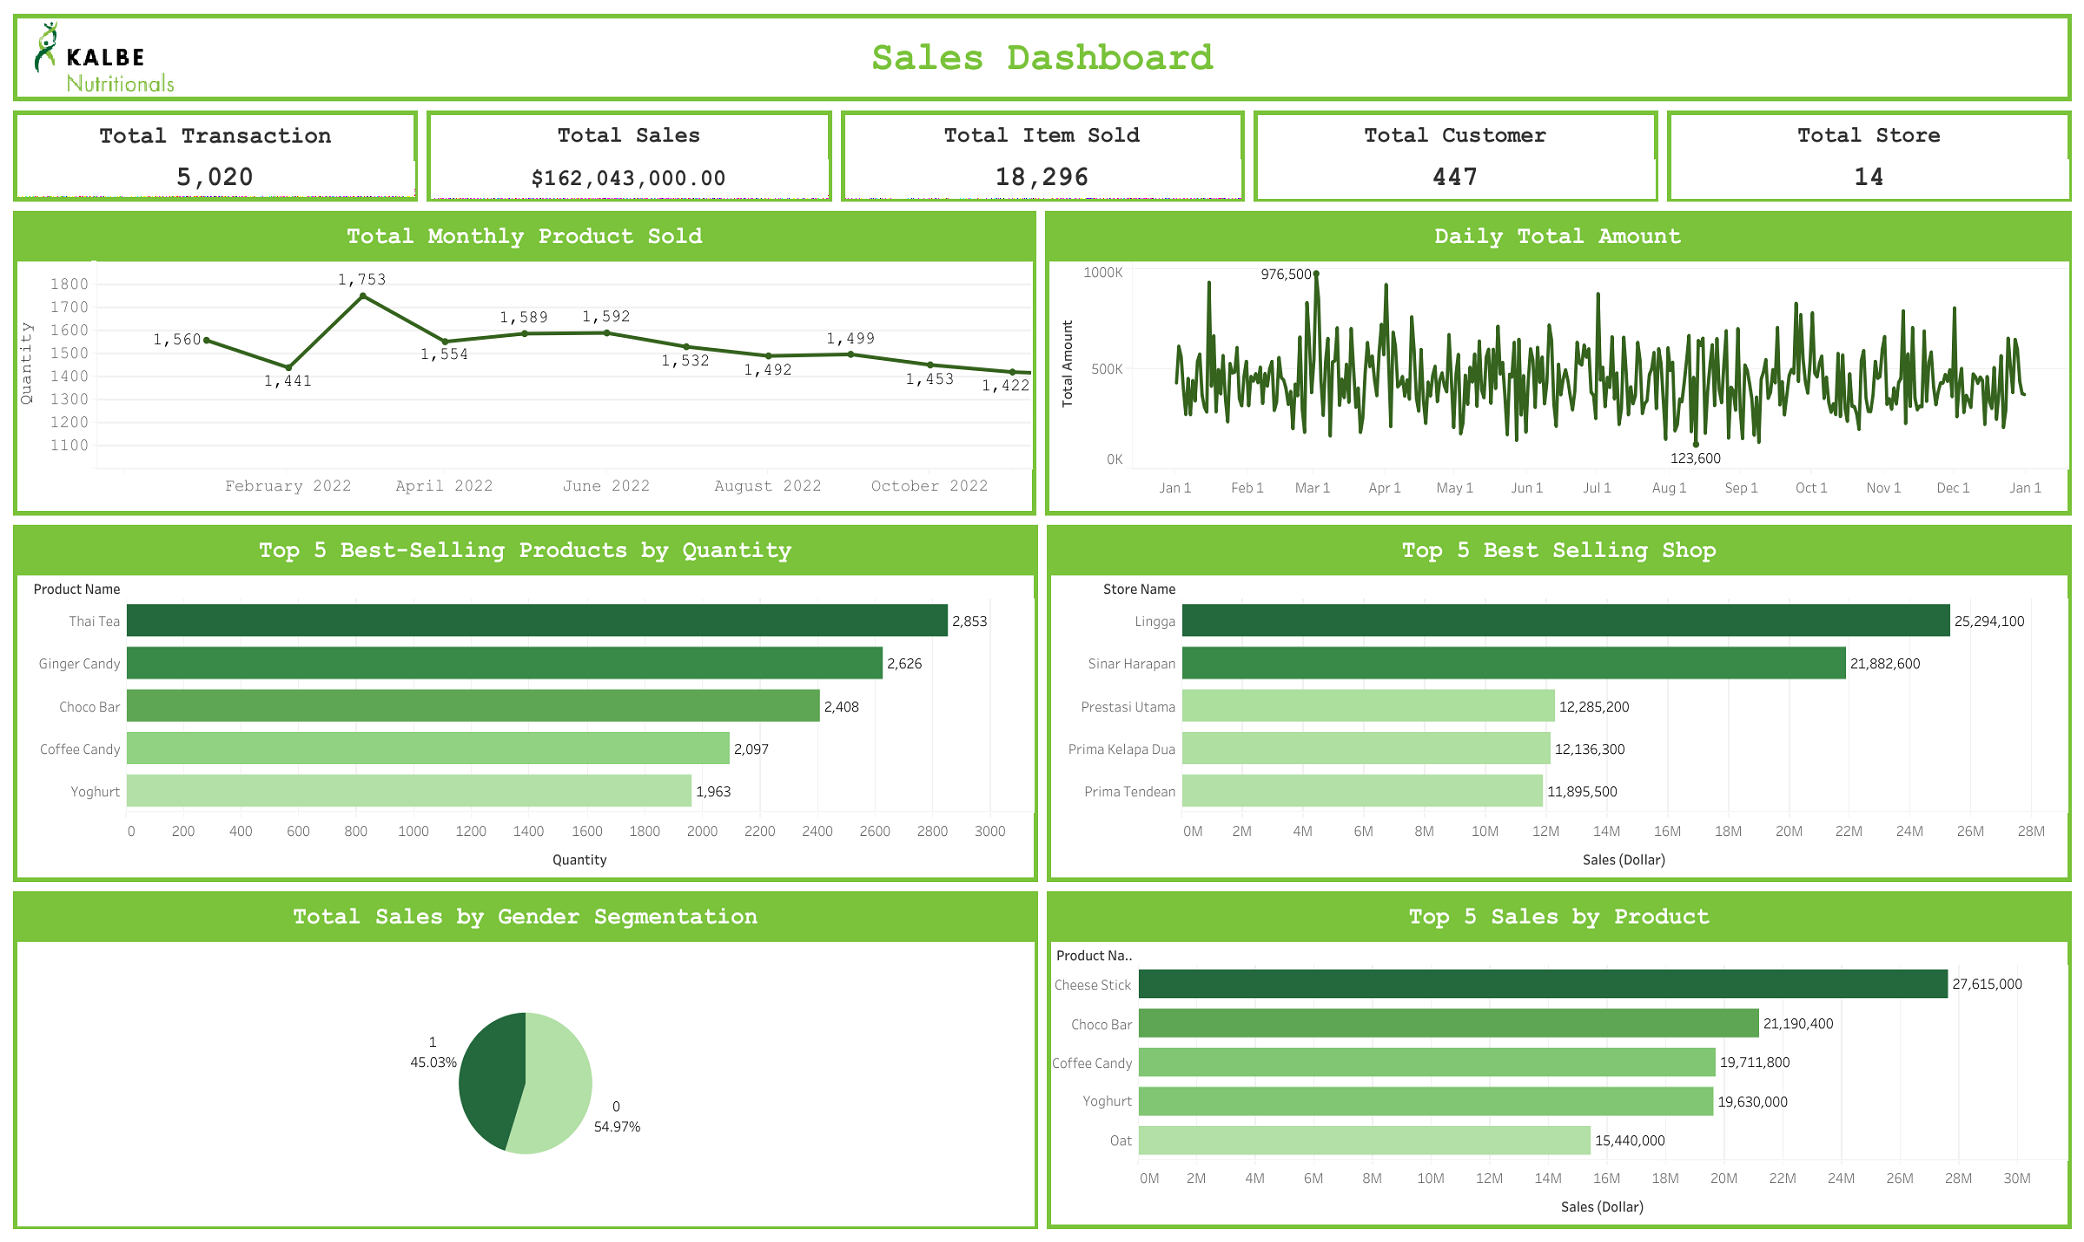 KALBE
Nutritionals
Sales Dashboard
Total Transaction
5,020
Total Sales
$162,043,000.00
Total Item Sold
18,296
Total Customer
447
Total Store
14
Total Monthly Product Sold
Quantity
1800
1700
1600
1500
1400
1300
1200
1100
1,560
1,441
1,753
1,554
1,589
1,592
1,532
1,492
1,499
1,453
1,422
February 2022
April 2022
June 2022
August 2022
October 2022
Daily Total Amount
Total Amount
1000K
500K
0K
976,500
123,600
Jan 1
Feb 1
Mar 1
Apr 1
May 1
Jun 1
Jul 1
Aug 1
Sep 1
Oct 1
Nov 1
Dec 1
Jan 1
Top 5 Best-Selling Products by Quantity
Product Name
Thai Tea 2,853
Ginger Candy 2,626
Choco Bar 2,408
Coffee Candy 2,097
Yoghurt 1,963
0 200 400 600 800 1000 1200 1400 1600 1800 2000 2200 2400 2600 2800 3000
Quantity
Top 5 Best Selling Shop
Store Name
Lingga 25,294,100
Sinar Harapan 21,882,600
Prestasi Utama 12,285,200
Prima Kelapa Dua 12,136,300
Prima Tendean 11,895,500
0M 2M 4M 6M 8M 10M 12M 14M 16M 18M 20M 22M 24M 26M 28M
Sales (Dollar)
Total Sales by Gender Segmentation
1
45.03%
0
54.97%
Top 5 Sales by Product
Product Na..
Cheese Stick 27,615,000
Choco Bar 21,190,400
Coffee Candy 19,711,800
Yoghurt 19,630,000
Oat 15,440,000
0M 2M 4M 6M 8M 10M 12M 14M 16M 18M 20M 22M 24M 26M 28M 30M
Sales (Dollar)